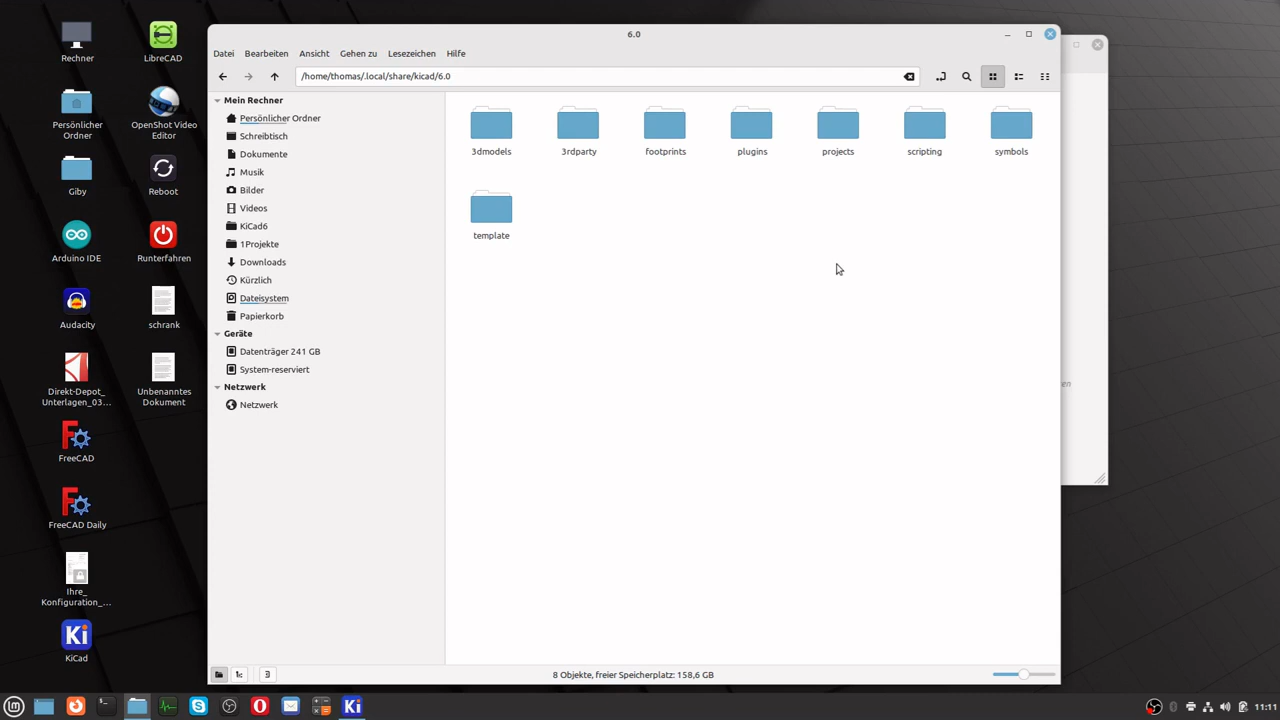 Rechner
LibreCAD
Persönlicher
Ordner
OpenShot Video
Editor
Giby
Reboot
Arduino IDE
Runterfahren
Audacity
schrank
Direkt-Depot_
Unterlagen_03...
Unbenanntes
Dokument
FreeCAD
FreeCAD Daily
Ihre_
Konfiguration_...
Ki
KiCad
6.0
Datei Bearbeiten Ansicht Gehen zu Lesezeichen Hilfe
/home/thomas/.local/share/kicad/6.0
Mein Rechner
Persönlicher Ordner
Schreibtisch
Dokumente
Musik
Bilder
Videos
KiCad6
1Projekte
Downloads
Kürzlich
Dateisystem
Papierkorb
Geräte
Datenträger 241 GB
System-reserviert
Netzwerk
Netzwerk
3dmodels
3rdparty
footprints
plugins
projects
scripting
symbols
template
en
8 Objekte, freier Speicherplatz: 158,6 GB
Ki
11:11